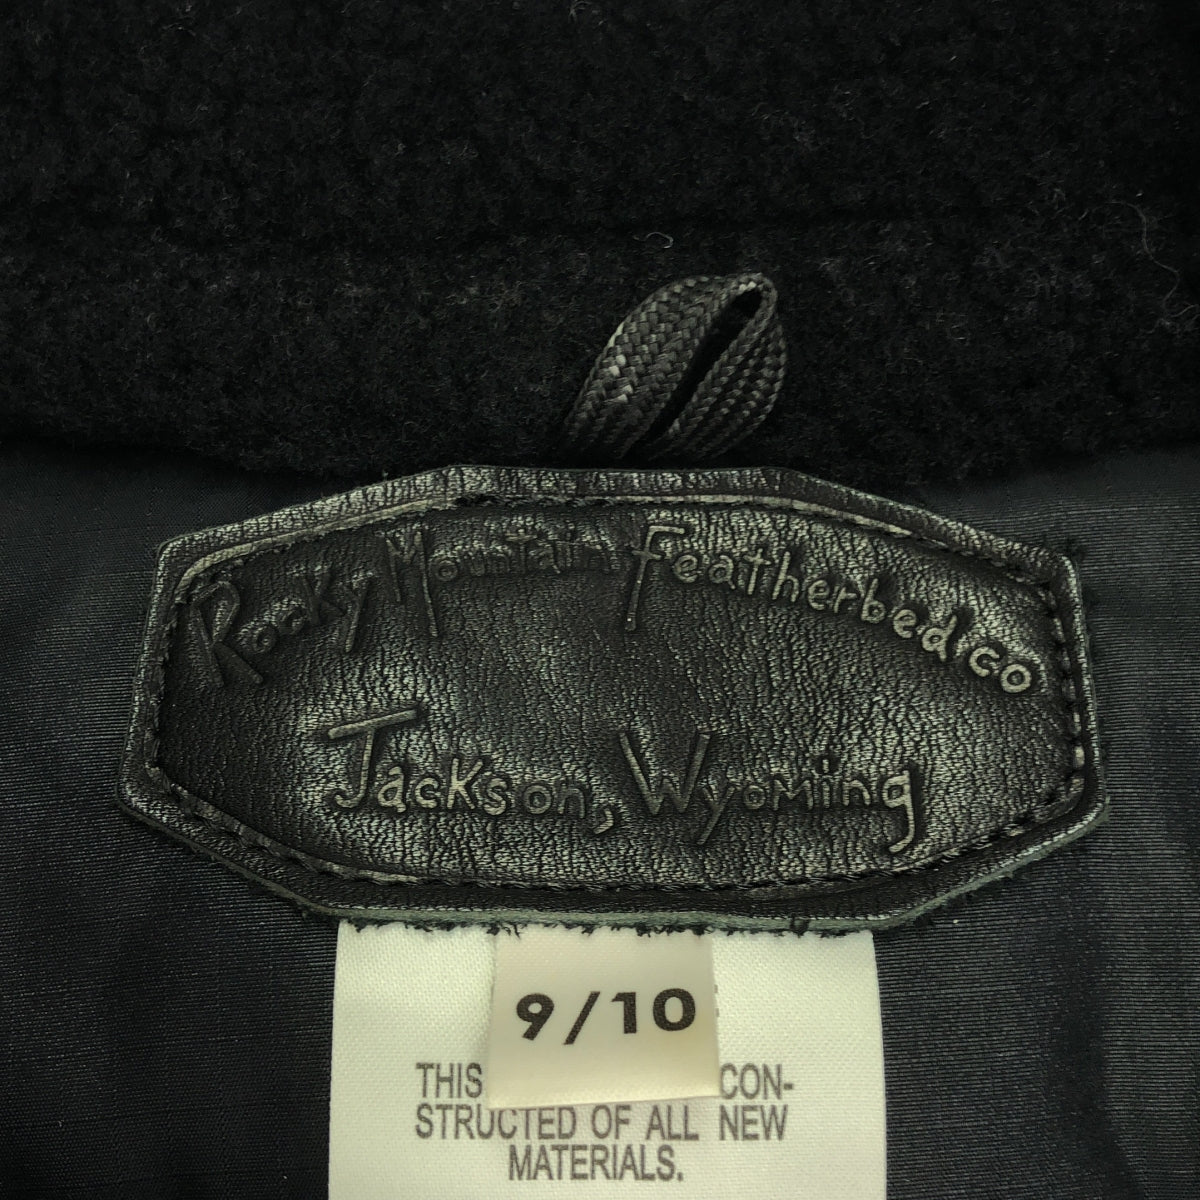 Rocky Mountain Featherbed co
Jackson, Wyoming
9/10
THIS CON-
STRUCTED OF ALL NEW
MATERIALS.